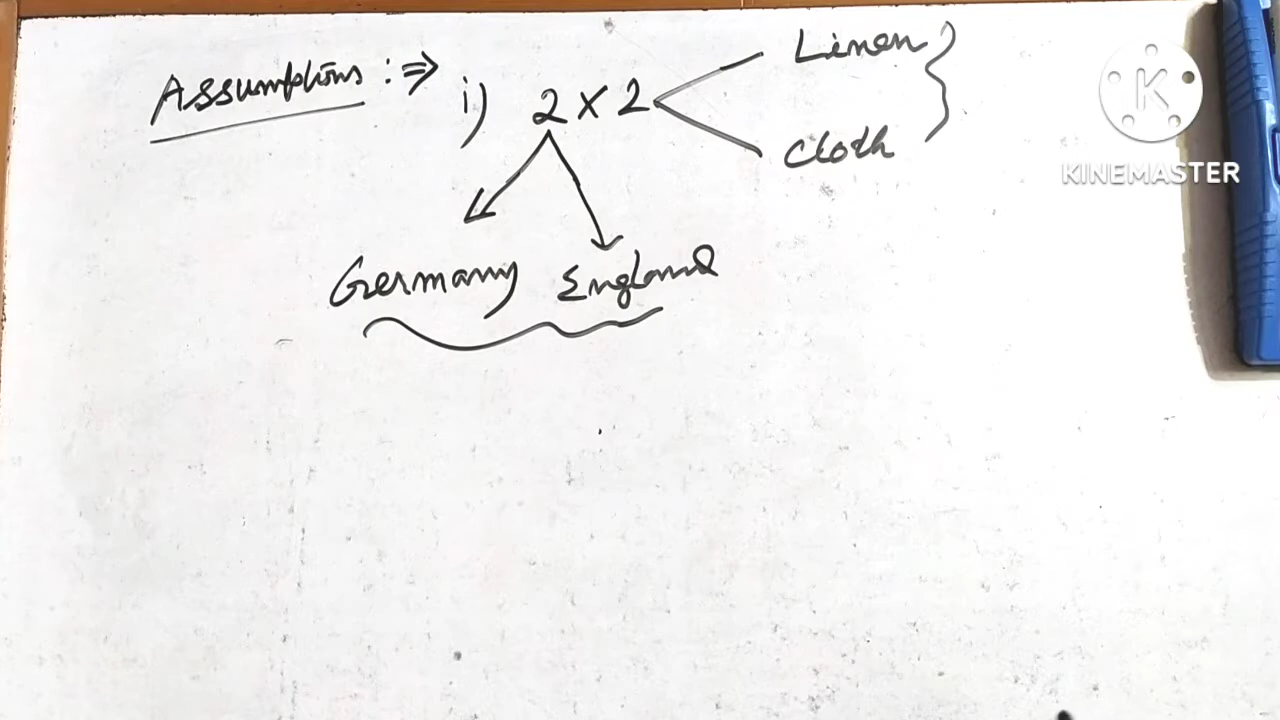 Assumptions :⇒
i) 2 x 2
Linen
Cloth
Germany England
K
KINEMASTER